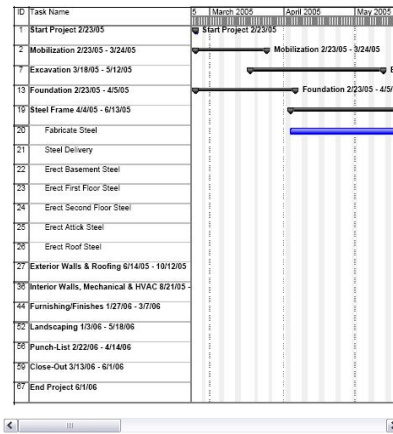 ID Task Name 5 March 2005 April 2005 May 2005
1 Start Project 2/23/05 Start Project 2/23/05
2 Mobilization 2/23/05 - 3/24/05 Mobilization 2/23/05 - 3/24/05
7 Excavation 3/18/05 - 5/12/05 E
13 Foundation 2/23/05 - 4/5/05 Foundation 2/23/05 - 4/5/
19 Steel Frame 4/4/05 - 6/13/05
20 Fabricate Steel
21 Steel Delivery
22 Erect Basement Steel
23 Erect First Floor Steel
24 Erect Second Floor Steel
25 Erect Attick Steel
26 Erect Roof Steel
27 Exterior Walls & Roofing 6/14/05 - 10/12/05
36 Interior Walls, Mechanical & HVAC 8/21/05 -
44 Furnishing/Finishes 1/27/06 - 3/7/06
52 Landscaping 1/3/06 - 5/18/06
56 Punch-List 2/22/06 - 4/14/06
59 Close-Out 3/13/06 - 6/1/06
67 End Project 6/1/06